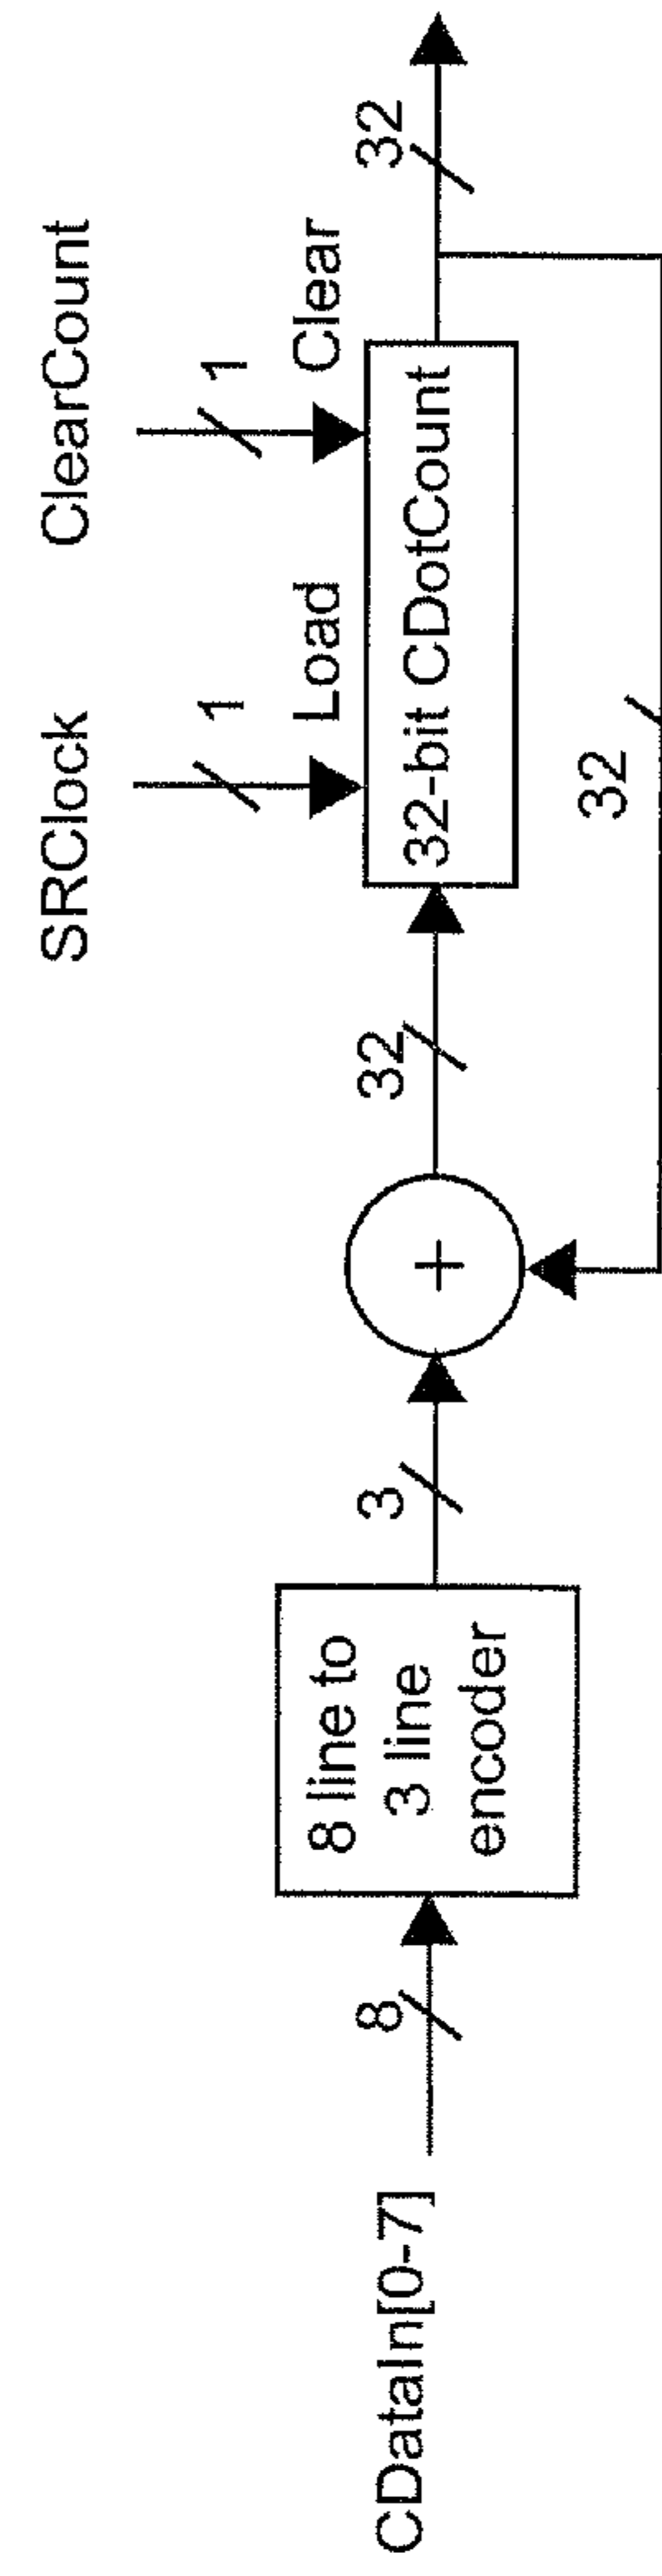 SRClock
ClearCount
1
1
Load
Clear
CDataIn[0-7]
8
8 line to
3 line
encoder
3
+
32
32-bit CDotCount
32
32